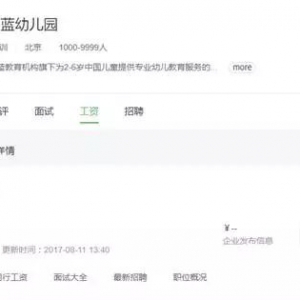 蓝幼儿园
训 北京 1000-9999人
蓝教育机构旗下为2-6岁中国儿童提供专业幼儿教育服务的... more
评 面试 工资 招聘
详情
¥ --
企业发布信息
更新时间：2017-08-11 13:40
行工资 面试大全 最新招聘 职位概况